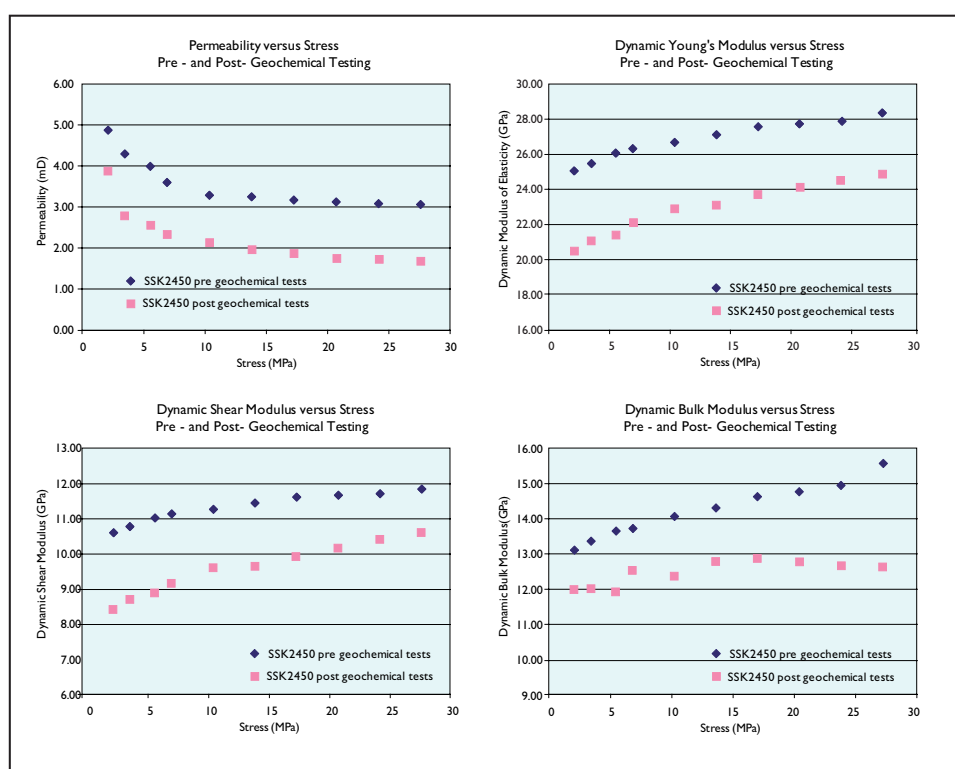 Permeability versus Stress
Pre - and Post- Geochemical Testing
6.00
5.00
4.00
3.00
2.00
1.00
0.00
Permeability (mD)
SSK2450 pre geochemical tests
SSK2450 post geochemical tests
0 5 10 15 20 25 30
Stress (MPa)
Dynamic Young's Modulus versus Stress
Pre - and Post- Geochemical Testing
30.00
28.00
26.00
24.00
22.00
20.00
18.00
16.00
Dynamic Modulus of Elasticity (GPa)
SSK2450 pre geochemical tests
SSK2450 post geochemical tests
0 5 10 15 20 25 30
Stress (MPa)
Dynamic Shear Modulus versus Stress
Pre - and Post- Geochemical Testing
13.00
12.00
11.00
10.00
9.00
8.00
7.00
6.00
Dynamic Shear Modulus (GPa)
SSK2450 pre geochemical tests
SSK2450 post geochemical tests
0 5 10 15 20 25 30
Stress (MPa)
Dynamic Bulk Modulus versus Stress
Pre - and Post- Geochemical Testing
16.00
15.00
14.00
13.00
12.00
11.00
10.00
9.00
Dynamic Bulk Modulus(GPa)
SSK2450 pre geochemical tests
SSK2450 post geochemical tests
0 5 10 15 20 25 30
Stress (MPa)